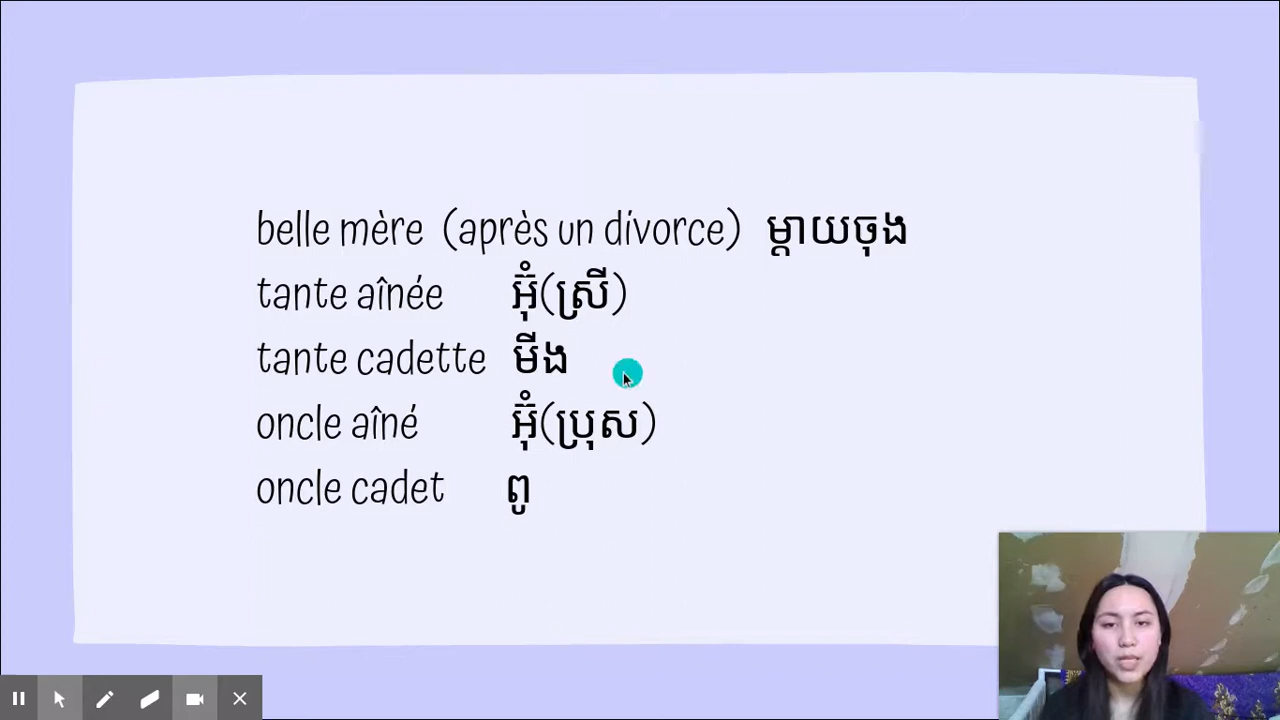 belle mère (après un divorce) ម្ដាយចុង
tante aînée អ៊ុំ(ស្រី)
tante cadette មីង
oncle aîné អ៊ុំ(ប្រុស)
oncle cadet ពូ